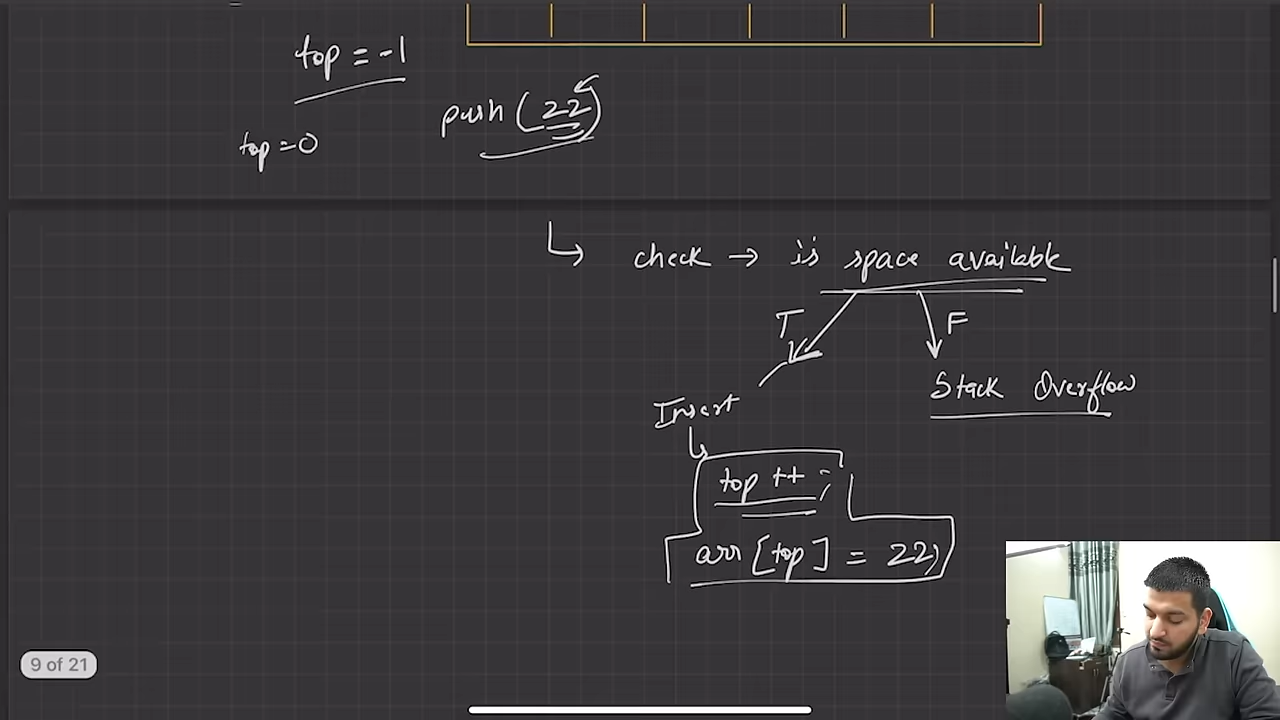 top = -1
push (22)
top = 0
check → is space available
T
F
Stack Overflow
Insert
top ++ ;
arr [top] = 22;
9 of 21